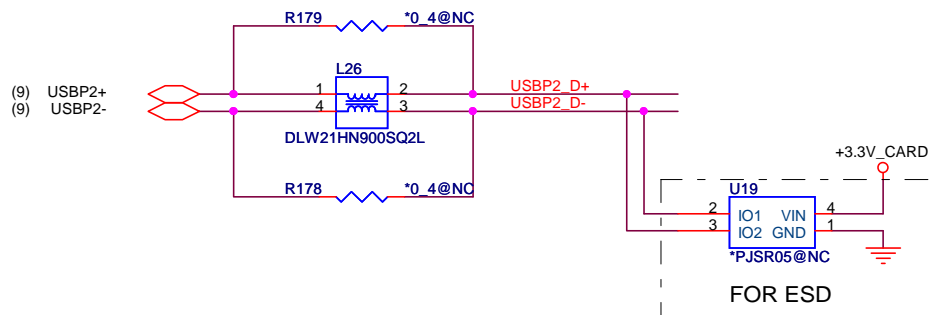 R179 *0_4@NC
L26
(9) USBP2+ 1 2 USBP2_D+
(9) USBP2- 4 3 USBP2_D-
DLW21HN900SQ2L
+3.3V_CARD
R178 *0_4@NC
U19
2 IO1 VIN 4
3 IO2 GND 1
*PJSR05@NC
FOR ESD